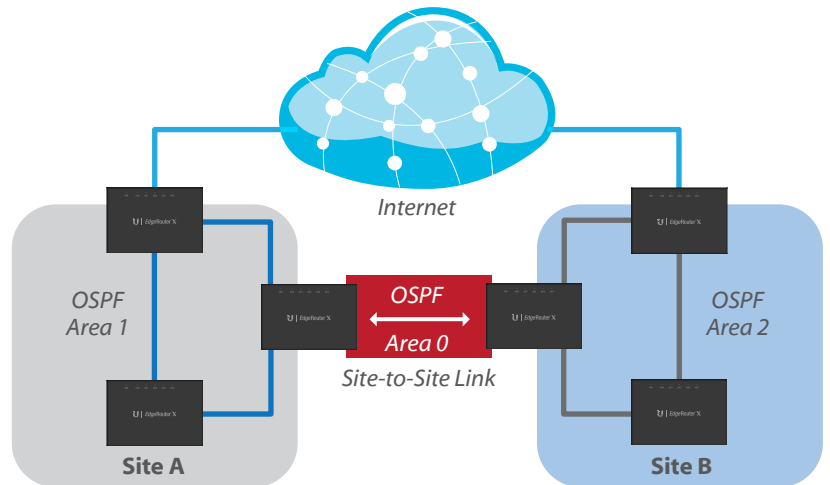 Internet
EdgeRouter X
EdgeRouter X
OSPF
Area 1
OSPF
Area 0
OSPF
Area 2
EdgeRouter X
EdgeRouter X
Site-to-Site Link
EdgeRouter X
EdgeRouter X
Site A
Site B